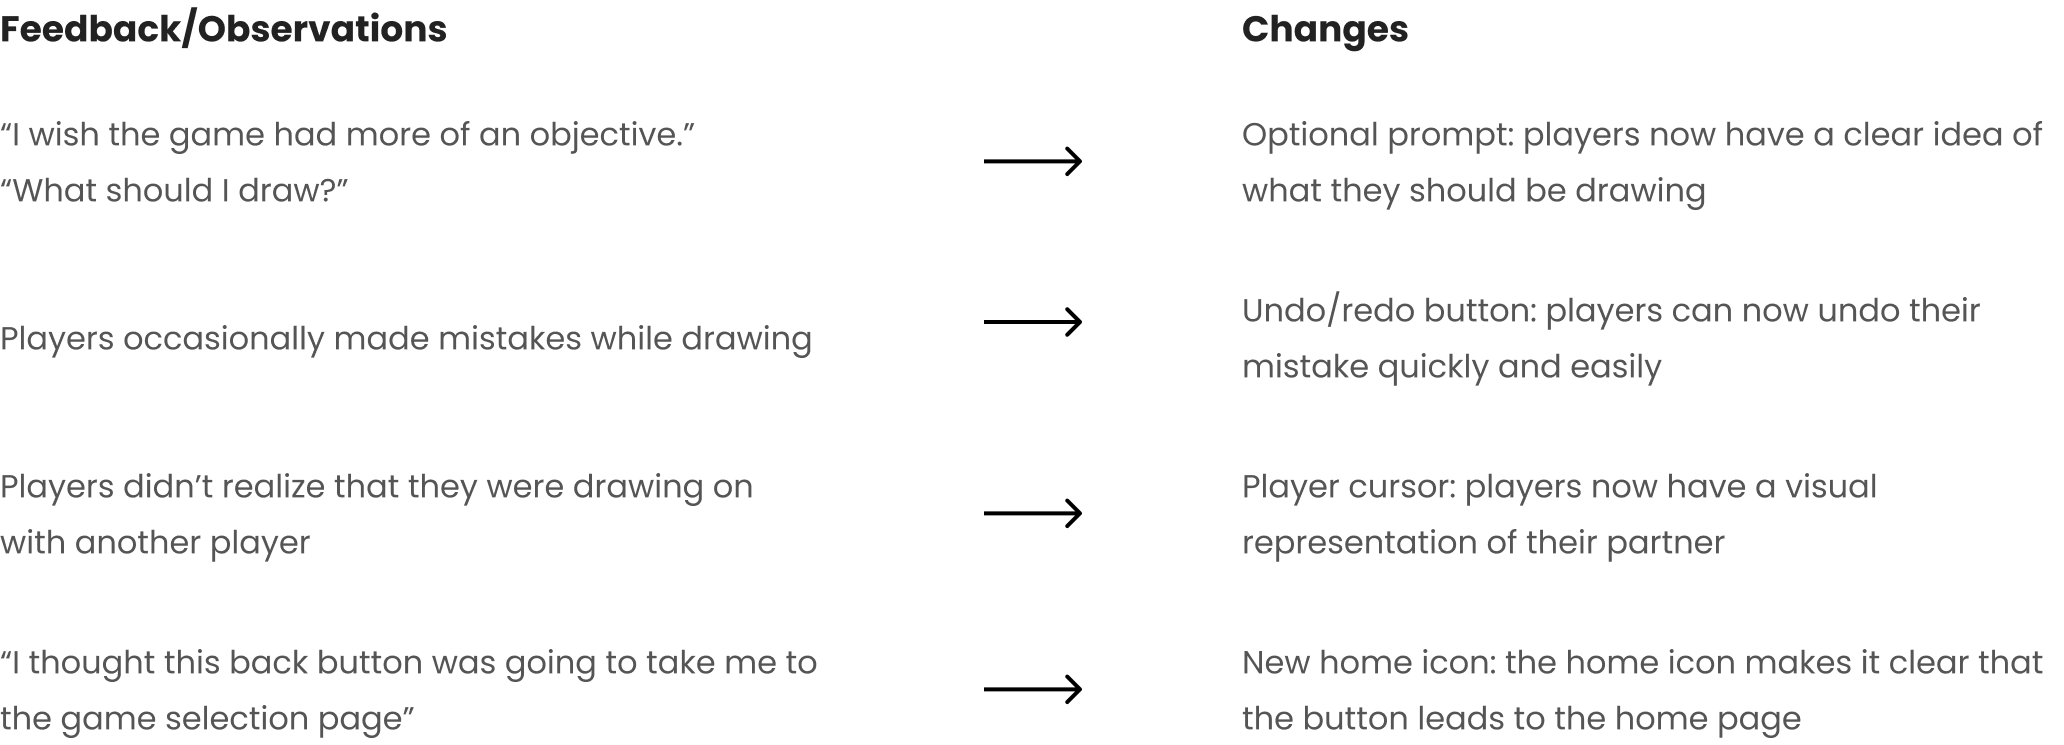 Feedback/Observations
Changes
“I wish the game had more of an objective.”
“What should I draw?”
Optional prompt: players now have a clear idea of
what they should be drawing
Players occasionally made mistakes while drawing
Undo/redo button: players can now undo their
mistake quickly and easily
Players didn’t realize that they were drawing on
with another player
Player cursor: players now have a visual
representation of their partner
“I thought this back button was going to take me to
the game selection page”
New home icon: the home icon makes it clear that
the button leads to the home page